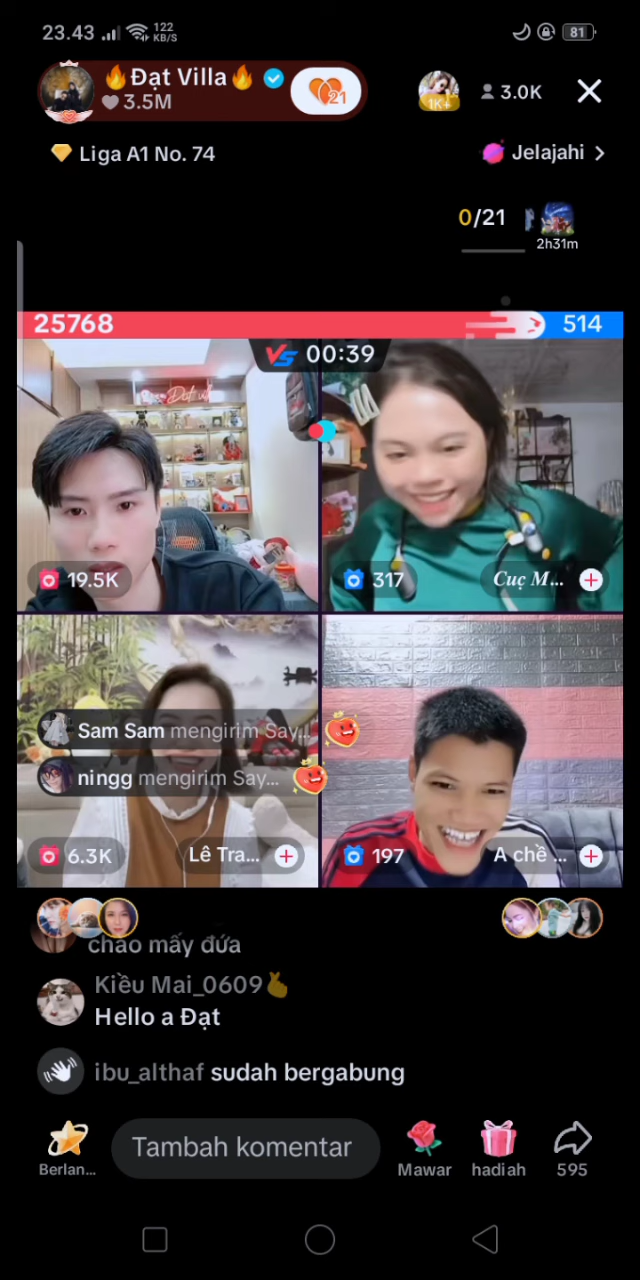 23.43
122
KB/S
81
🔥Đạt Villa🔥
3.5M
21
1K+
3.0K
Liga A1 No. 74
Jelajahi
0/21
2h31m
25768
514
VS 00:39
19.5K
317
Cuç M...
Sam Sam mengirim Say...
ningg mengirim Say...
6.3K
Lê Tra...
197
A chề ...
chào mấy đứa
Kiều Mai_0609🫰
Hello a Đạt
ibu_althaf sudah bergabung
Berlan...
Tambah komentar
Mawar
hadiah
595